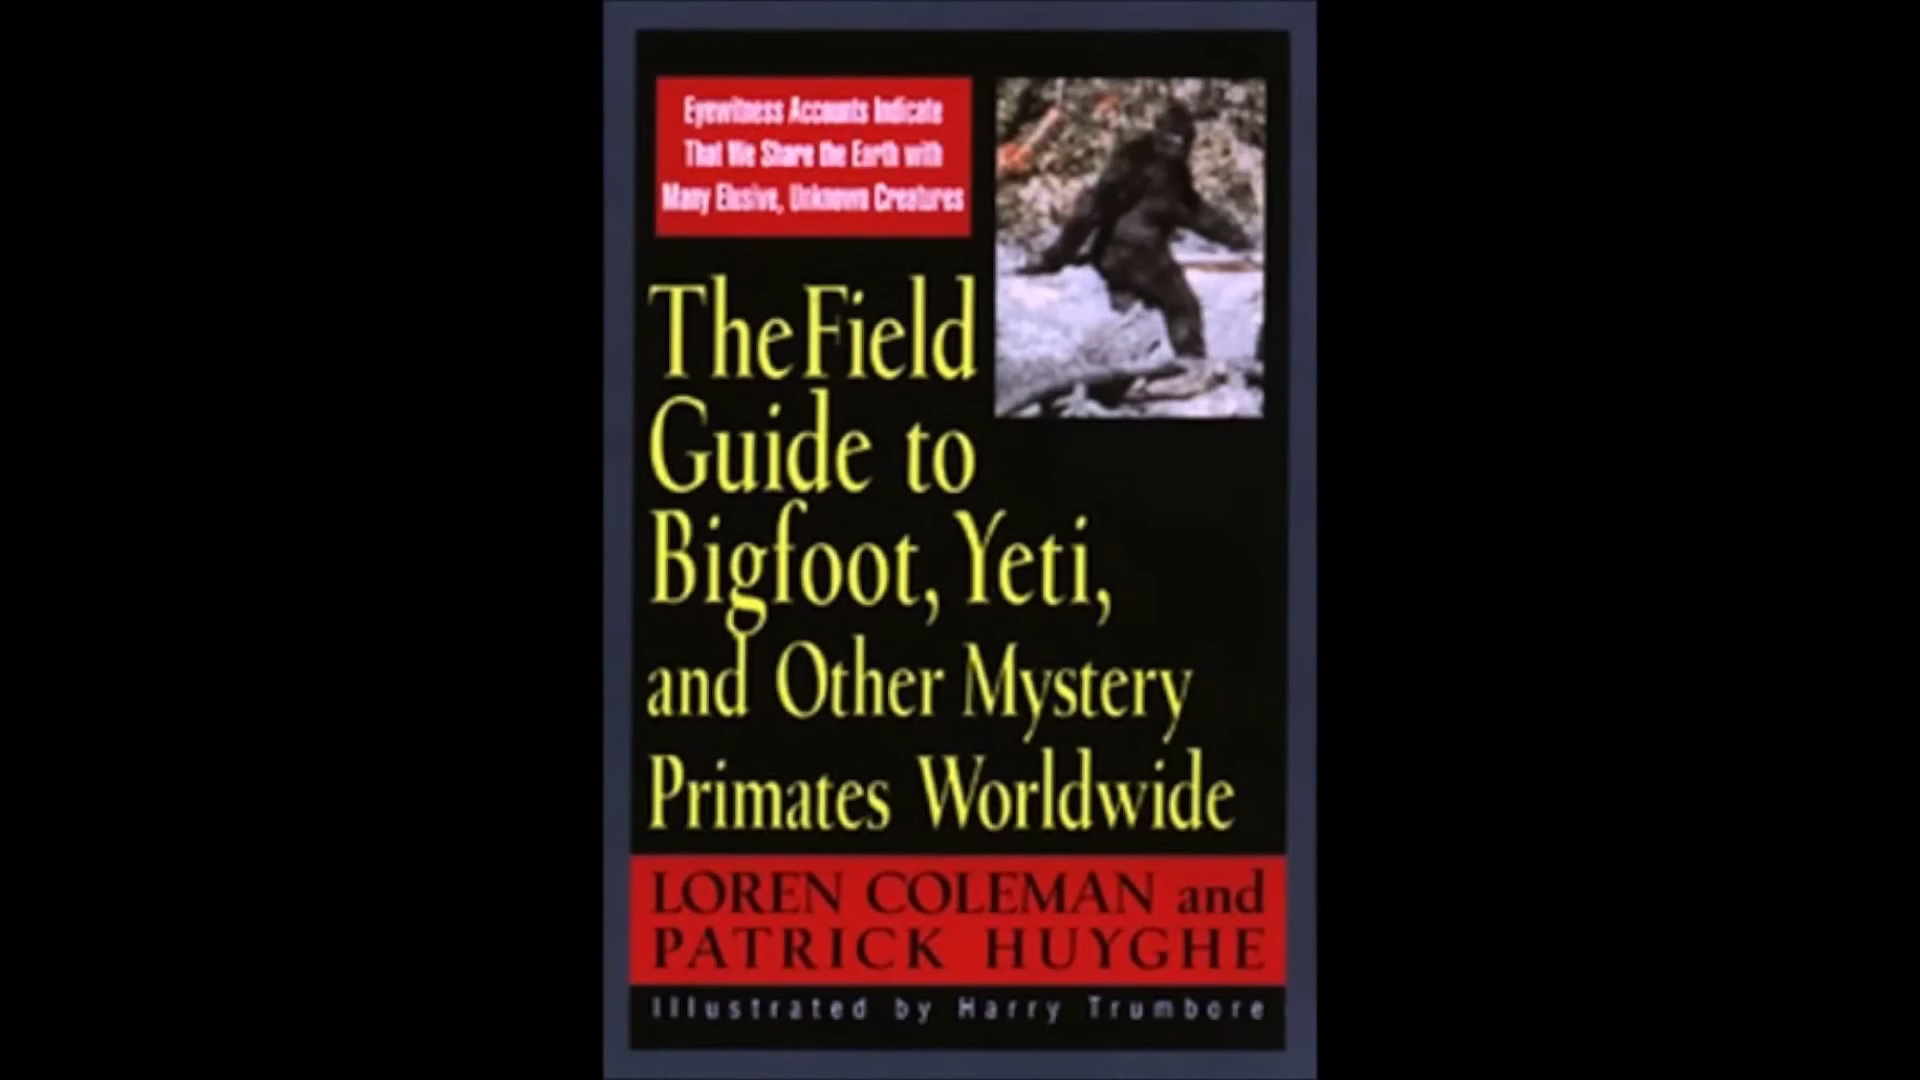 Eyewitness Accounts Indicate
That We Share the Earth with
Many Elusive, Unknown Creatures
The Field
Guide to
Bigfoot, Yeti,
and Other Mystery
Primates Worldwide
LOREN COLEMAN and
PATRICK HUYGHE
Illustrated by Harry Trumbore